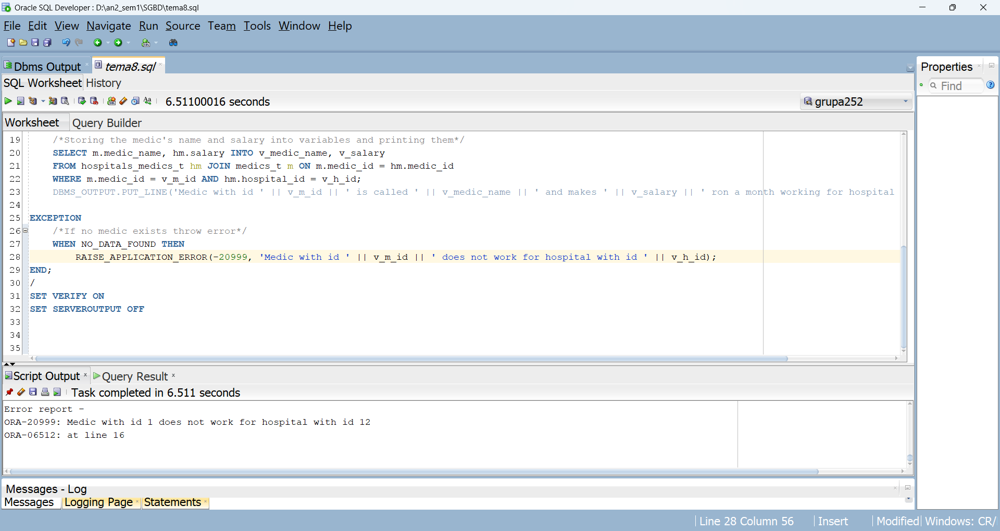 Oracle SQL Developer : D:\an2_sem1\SGBD\tema8.sql
File Edit View Navigate Run Source Team Tools Window Help
Dbms Output tema8.sql
Properties
SQL Worksheet History
Find
6.51100016 seconds
grupa252
Worksheet Query Builder
19 /*Storing the medic's name and salary into variables and printing them*/
20 SELECT m.medic_name, hm.salary INTO v_medic_name, v_salary
21 FROM hospitals_medics_t hm JOIN medics_t m ON m.medic_id = hm.medic_id
22 WHERE m.medic_id = v_m_id AND hm.hospital_id = v_h_id;
23 DBMS_OUTPUT.PUT_LINE('Medic with id ' || v_m_id || ' is called ' || v_medic_name || ' and makes ' || v_salary || ' ron a month working for hospital
24
25 EXCEPTION
26 /*If no medic exists throw error*/
27 WHEN NO_DATA_FOUND THEN
28 RAISE_APPLICATION_ERROR(-20999, 'Medic with id ' || v_m_id || ' does not work for hospital with id ' || v_h_id);
29 END;
30 /
31 SET VERIFY ON
32 SET SERVEROUTPUT OFF
33
34
35
Script Output Query Result
Task completed in 6.511 seconds
Error report -
ORA-20999: Medic with id 1 does not work for hospital with id 12
ORA-06512: at line 16
Messages - Log
Messages Logging Page Statements
Line 28 Column 56 Insert Modified Windows: CR/